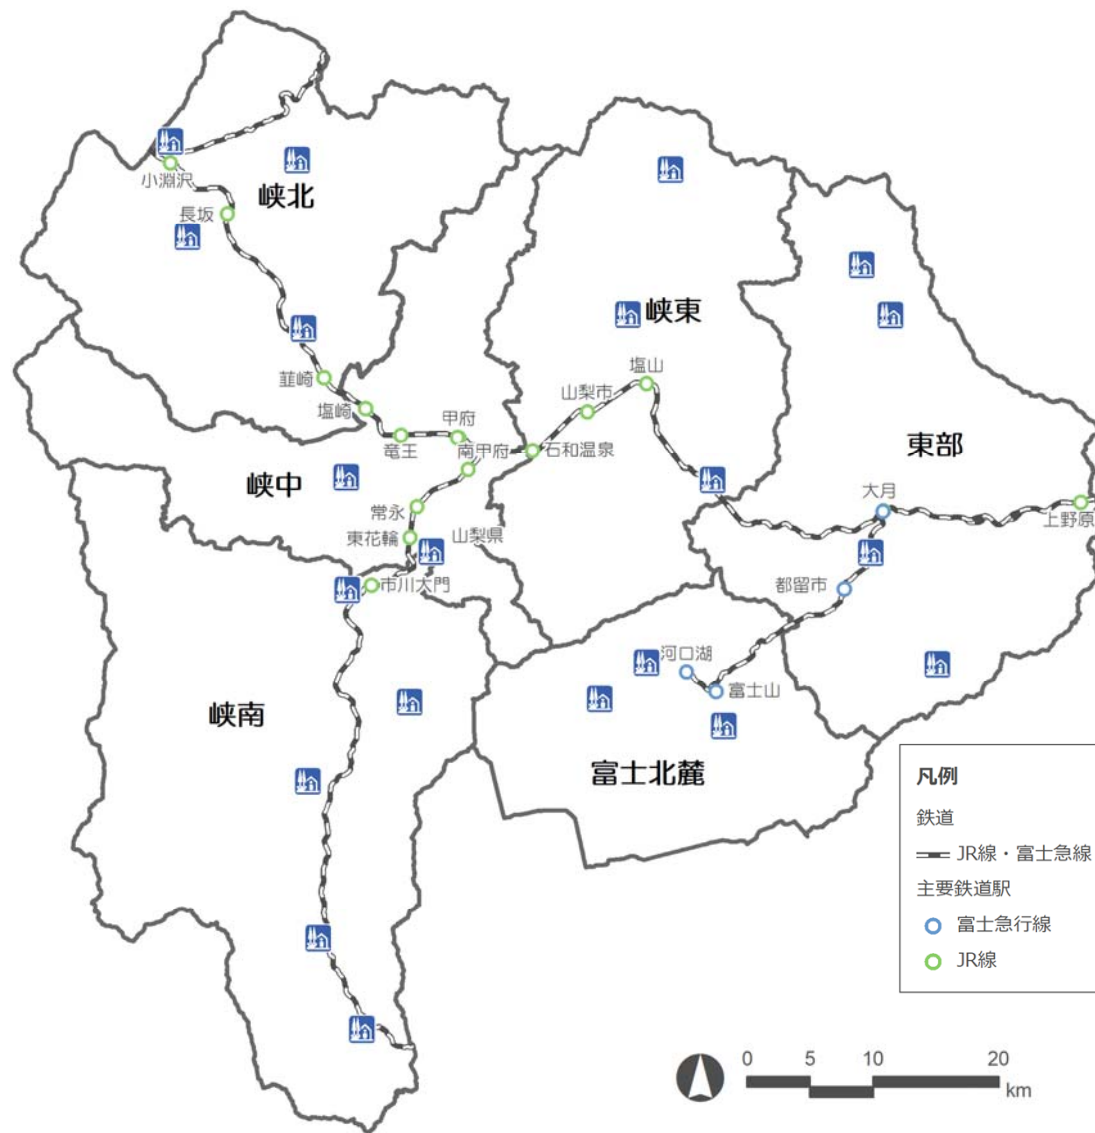 小淵沢
峡北
長坂
峡東
韮崎
塩崎
塩山
山梨市
甲府
竜王
南甲府
石和温泉
東部
峡中
大月
常永
上野原
東花輪
山梨県
市川大門
都留市
河口湖
富士山
峡南
富士北麓
凡例
鉄道
JR線・富士急線
主要鉄道駅
富士急行線
JR線
0 5 10 20
km